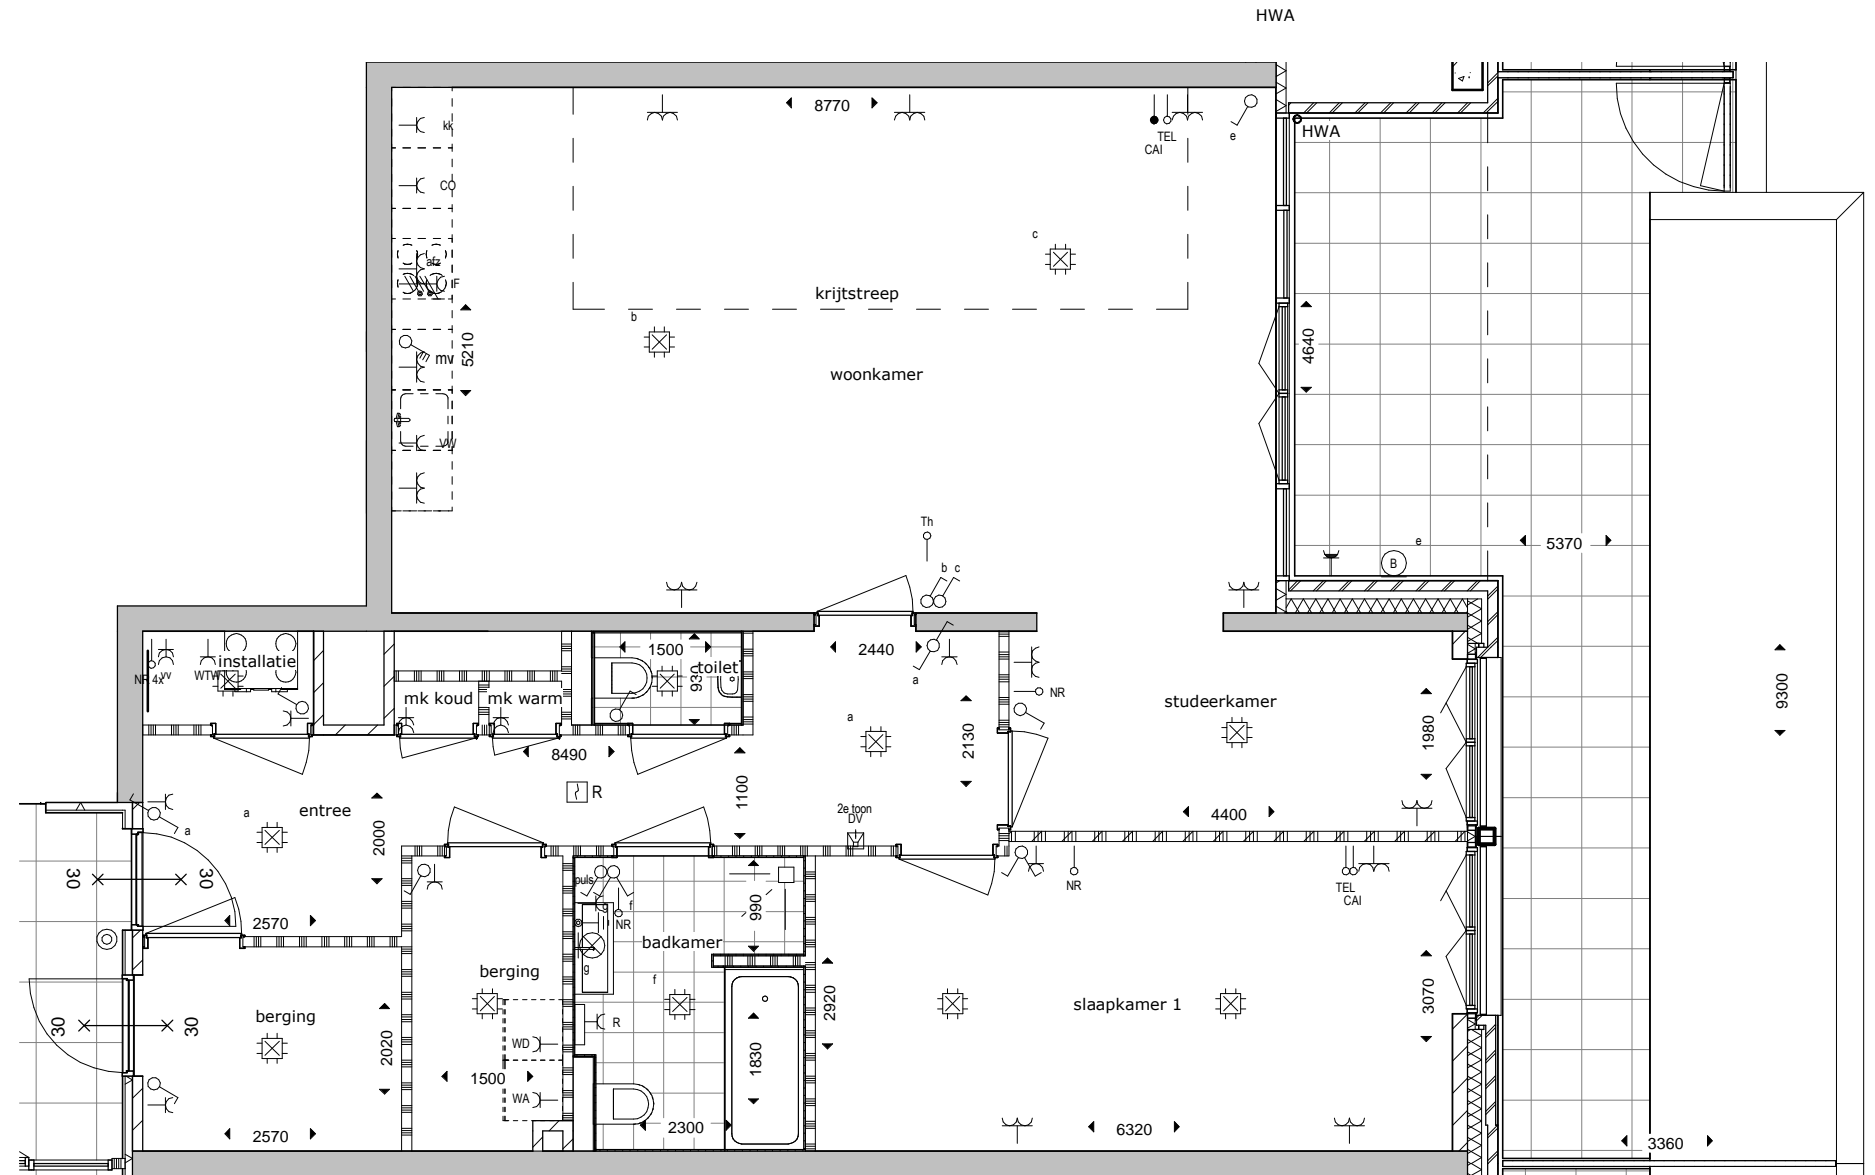 HWA
8770
kk
TEL
CAI
e
HWA
CO
c
afz
F
krijtstreep
b
5210
4640
mv
woonkamer
VW
Th
b c
e
B
5370
1500
toilet
930
2440
installatie
NR 4x
vv
WTW
mk koud
mk warm
a
NR
studeerkamer
9300
a
2130
1980
8490
R
1100
entree
a
a
2000
2e toon
DV
4400
30
30
puls
990
NR
TEL
CAI
2570
g
f
NR
badkamer
g
f
berging
2920
slaapkamer 1
3070
30
30
berging
2020
R
WD
1830
1500
WA
2570
2300
6320
3360